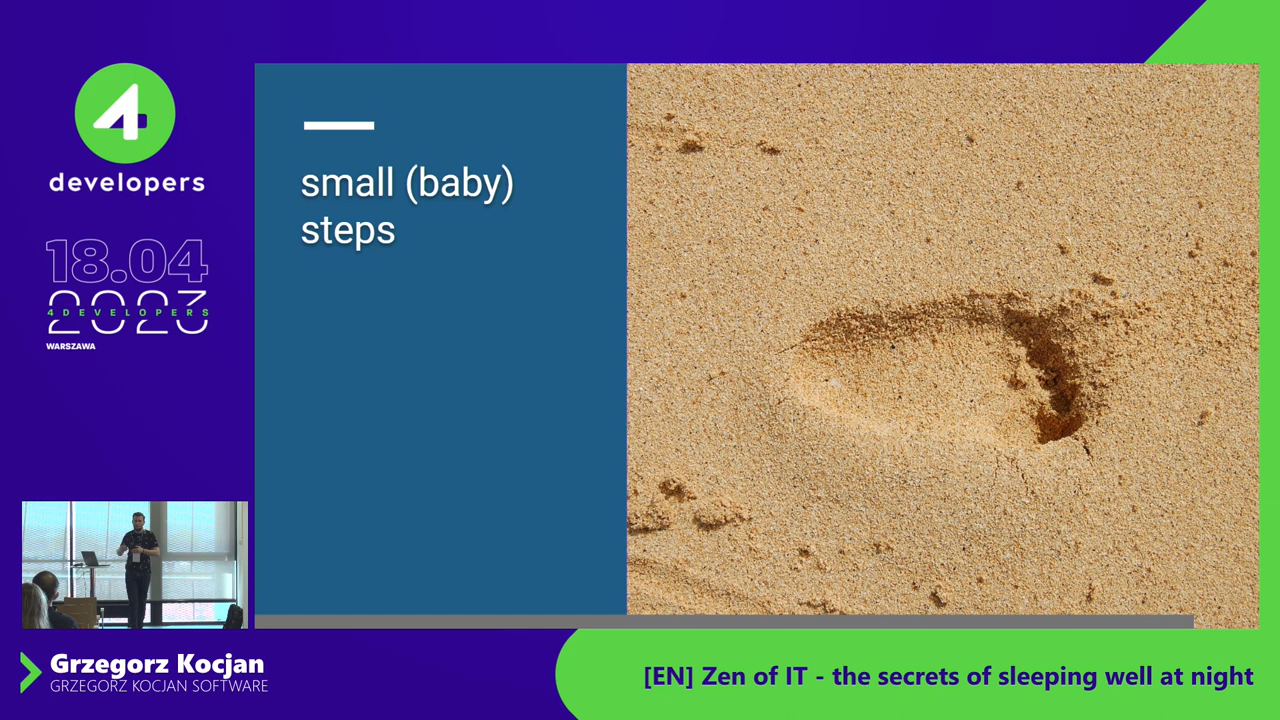 4
developers
18.04
2023
4DEVELOPERS
WARSZAWA
small (baby)
steps
Grzegorz Kocjan
GRZEGORZ KOCJAN SOFTWARE
[EN] Zen of IT - the secrets of sleeping well at night